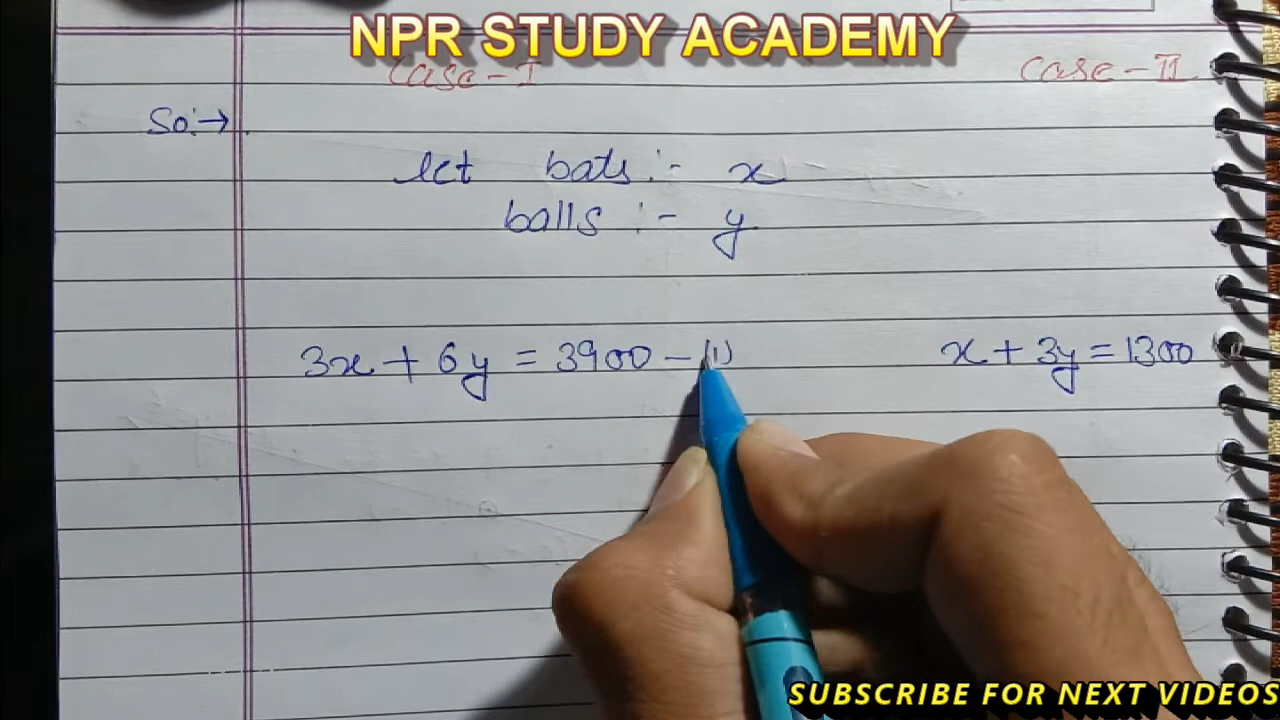 NPR STUDY ACADEMY
Case - I Case - II
So:→
let bats :- x
balls :- y
3x + 6y = 3900 - (1) x + 3y = 1300
SUBSCRIBE FOR NEXT VIDEOS